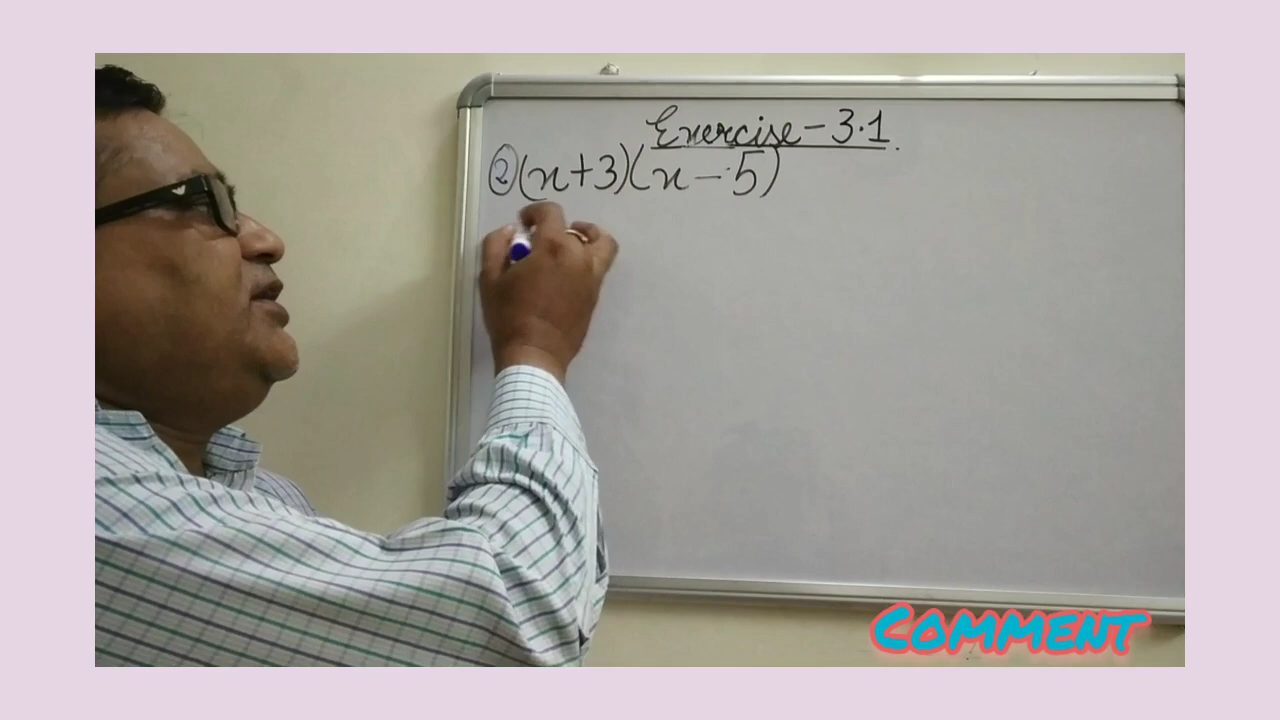 Exercise-3.1.
② (x+3)(x-5)
COMMENT